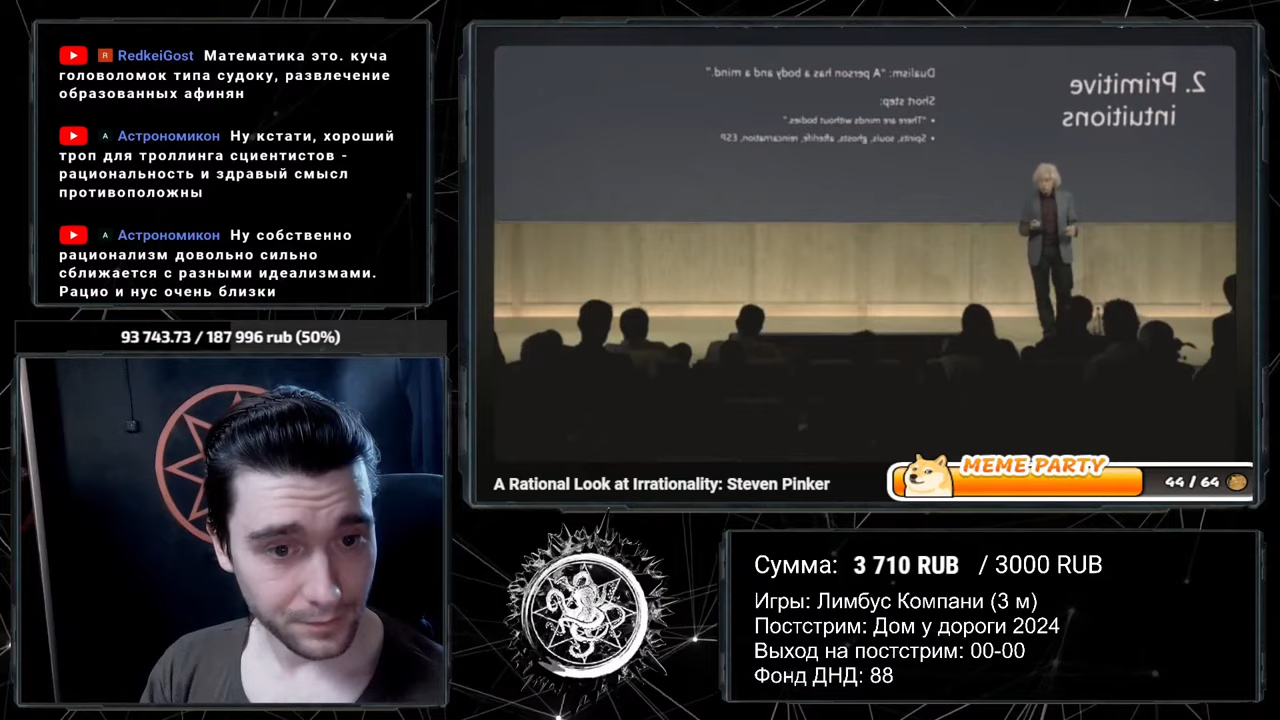 RedkeiGost Математика это. куча
головоломок типа судоку, развлечение
образованных афинян
Астрономикон Ну кстати, хороший
троп для троллинга сциентистов -
рациональность и здравый смысл
противоположны
Астрономикон Ну собственно
рационализм довольно сильно
сближается с разными идеализмами.
Рацио и нус очень близки
93 743.73 / 187 996 rub (50%)
Dualism: "A person has a body and a mind."
Short step:
• "There are minds without bodies."
• Spirits, souls, ghosts, afterlife, reincarnation, ESP
2. Primitive
intuitions
A Rational Look at Irrationality: Steven Pinker
MEME PARTY
44 / 64
Сумма: 3 710 RUB / 3000 RUB
Игры: Лимбус Компани (3 м)
Постстрим: Дом у дороги 2024
Выход на постстрим: 00-00
Фонд ДНД: 88